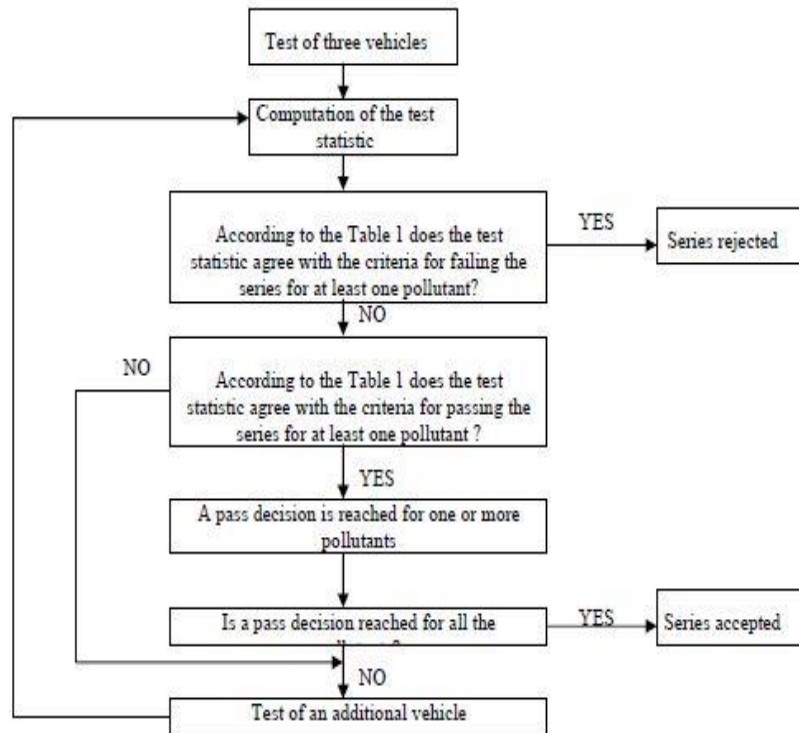 Test of three vehicles
Computation of the test
statistic
According to the Table 1 does the test
statistic agree with the criteria for failing the
series for at least one pollutant?
YES
Series rejected
NO
NO
According to the Table 1 does the test
statistic agree with the criteria for passing the
series for at least one pollutant ?
YES
A pass decision is reached for one or more
pollutants
Is a pass decision reached for all the
YES
Series accepted
NO
Test of an additional vehicle